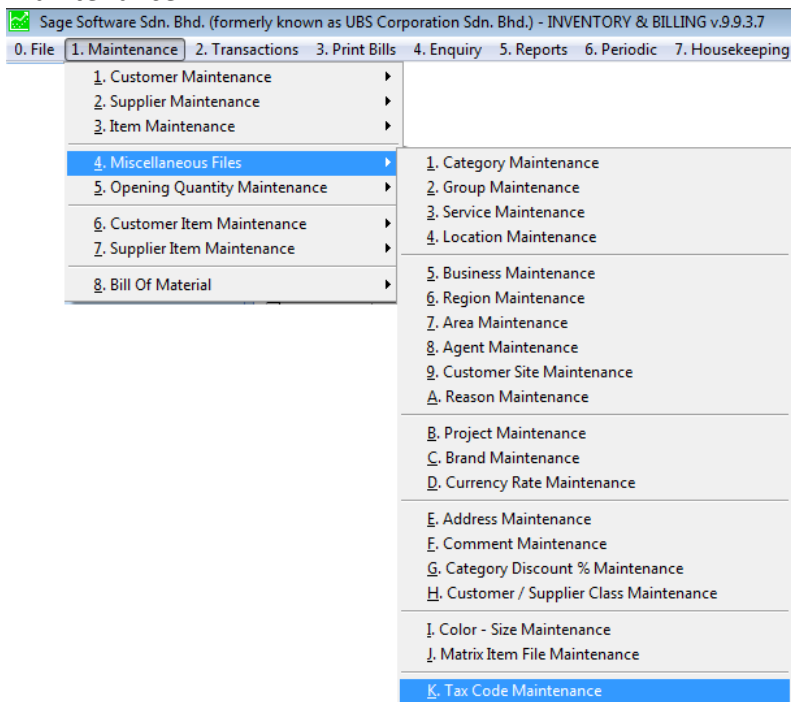 Sage Software Sdn. Bhd. (formerly known as UBS Corporation Sdn. Bhd.) - INVENTORY & BILLING v.9.9.3.7
0. File 1. Maintenance 2. Transactions 3. Print Bills 4. Enquiry 5. Reports 6. Periodic 7. Housekeeping
1. Customer Maintenance
2. Supplier Maintenance
3. Item Maintenance
4. Miscellaneous Files
5. Opening Quantity Maintenance
6. Customer Item Maintenance
7. Supplier Item Maintenance
8. Bill Of Material
1. Category Maintenance
2. Group Maintenance
3. Service Maintenance
4. Location Maintenance
5. Business Maintenance
6. Region Maintenance
7. Area Maintenance
8. Agent Maintenance
9. Customer Site Maintenance
A. Reason Maintenance
B. Project Maintenance
C. Brand Maintenance
D. Currency Rate Maintenance
E. Address Maintenance
F. Comment Maintenance
G. Category Discount % Maintenance
H. Customer / Supplier Class Maintenance
I. Color - Size Maintenance
J. Matrix Item File Maintenance
K. Tax Code Maintenance